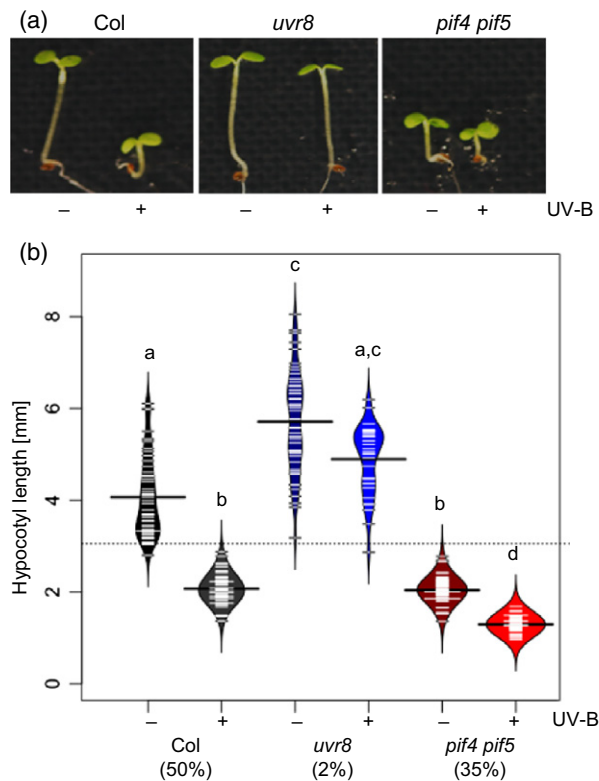 (a)
Col uvr8 pif4 pif5
– + – + – + UV-B
(b)
Hypocotyl length [mm]
8
6
4
2
0
a
b
c
a,c
b
d
– + – + – + UV-B
Col uvr8 pif4 pif5
(50%) (2%) (35%)